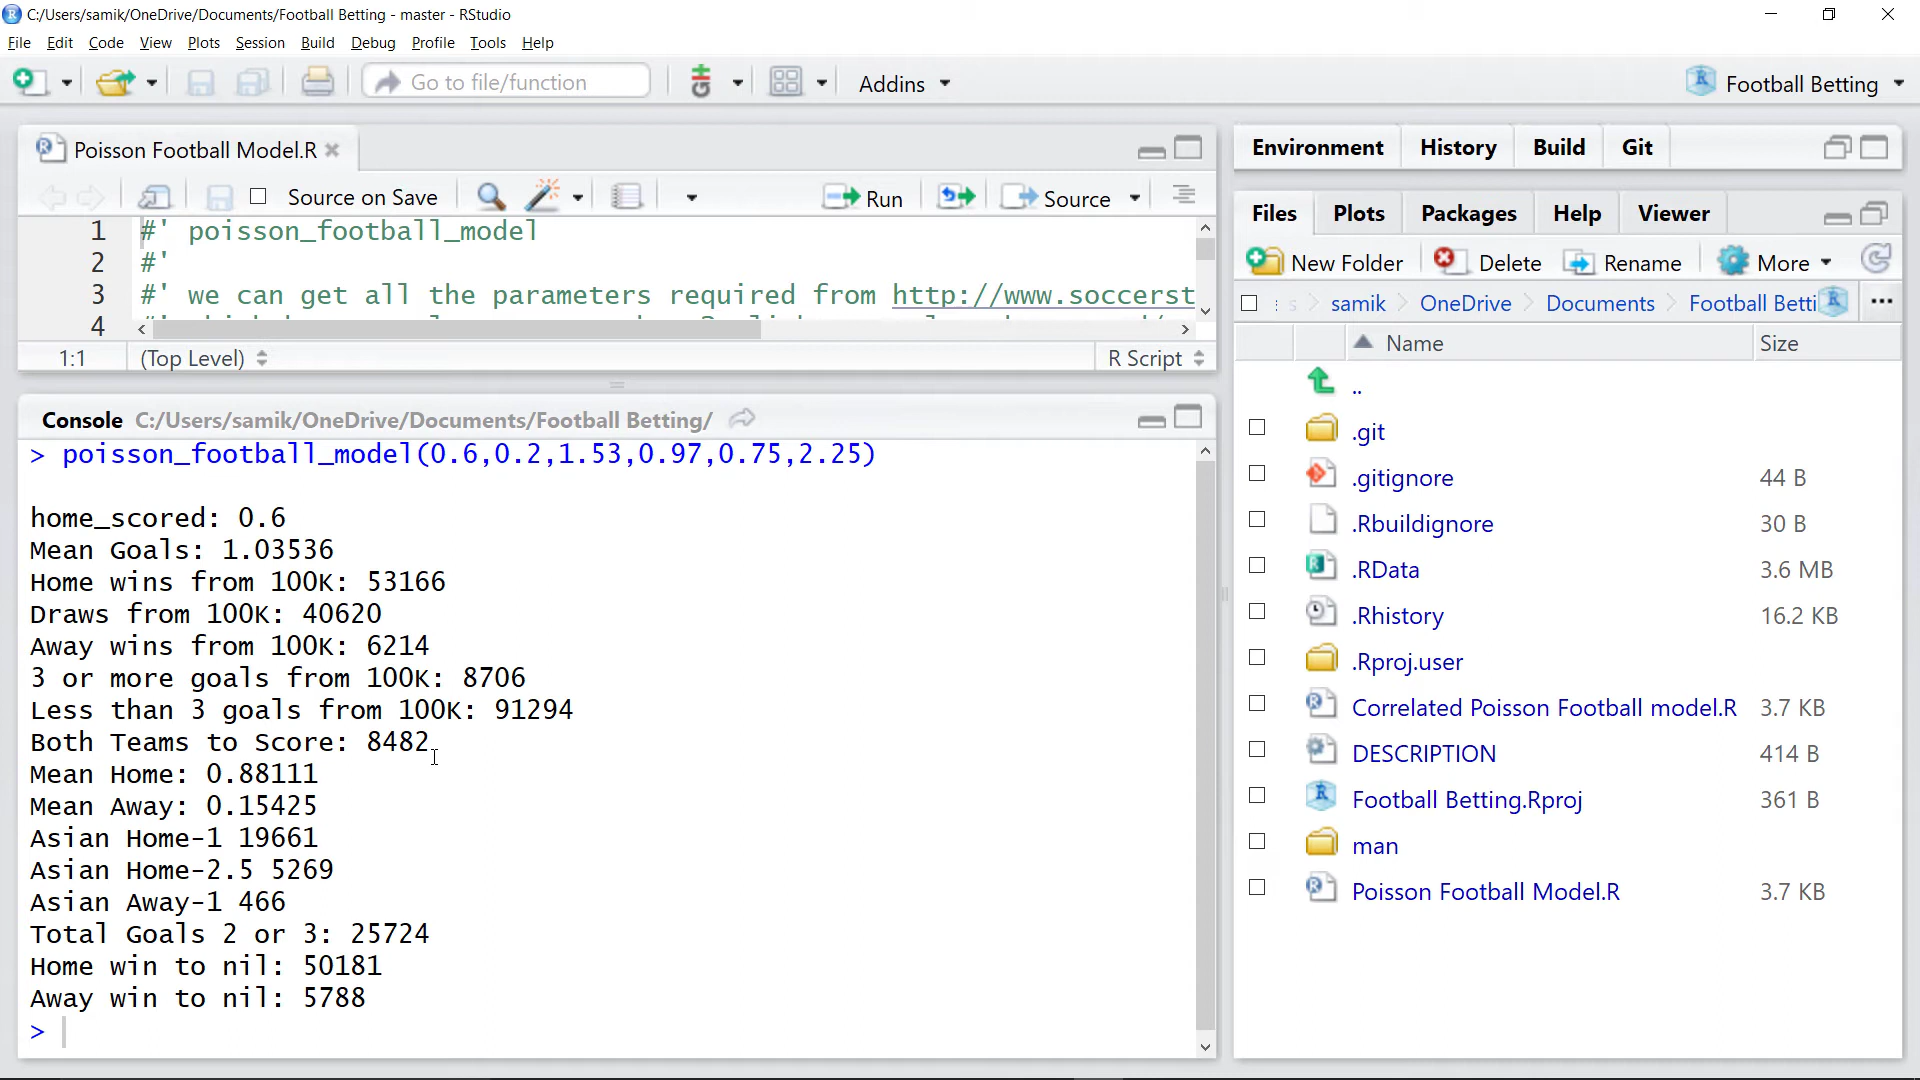 C:/Users/samik/OneDrive/Documents/Football Betting - master - RStudio
File Edit Code View Plots Session Build Debug Profile Tools Help
Go to file/function Addins Football Betting
Poisson Football Model.R
Source on Save Run Source
1 #' poisson_football_model
2 #'
3 #' we can get all the parameters required from http://www.soccerst
4
1:1 (Top Level) R Script
Console C:/Users/samik/OneDrive/Documents/Football Betting/
> poisson_football_model(0.6,0.2,1.53,0.97,0.75,2.25)
home_scored: 0.6
Mean Goals: 1.03536
Home wins from 100K: 53166
Draws from 100K: 40620
Away wins from 100K: 6214
3 or more goals from 100K: 8706
Less than 3 goals from 100K: 91294
Both Teams to Score: 8482
Mean Home: 0.88111
Mean Away: 0.15425
Asian Home-1 19661
Asian Home-2.5 5269
Asian Away-1 466
Total Goals 2 or 3: 25724
Home win to nil: 50181
Away win to nil: 5788
>
Environment History Build Git
Files Plots Packages Help Viewer
New Folder Delete Rename More
samik OneDrive Documents Football Betti ...
Name Size
..
.git
.gitignore 44 B
.Rbuildignore 30 B
.RData 3.6 MB
.Rhistory 16.2 KB
.Rproj.user
Correlated Poisson Football model.R 3.7 KB
DESCRIPTION 414 B
Football Betting.Rproj 361 B
man
Poisson Football Model.R 3.7 KB